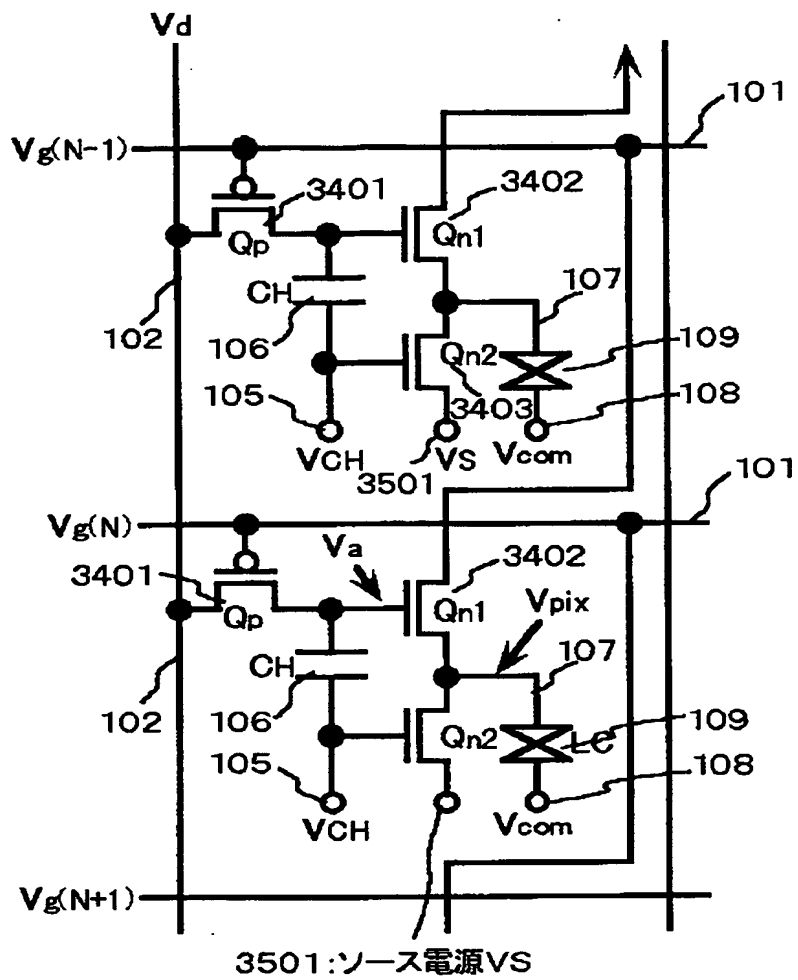 Vd
101
Vg(N-1)
3401
3402
Qp
Qn1
CH
107
102
106
Qn2
109
3403
105
108
VCH
VS
Vcom
3501
101
Vg(N)
Va
3402
3401
Qn1
Vpix
Qp
107
CH
102
106
109
Qn2
LC
105
108
VCH
Vcom
Vg(N+1)
3501:ソース電源VS